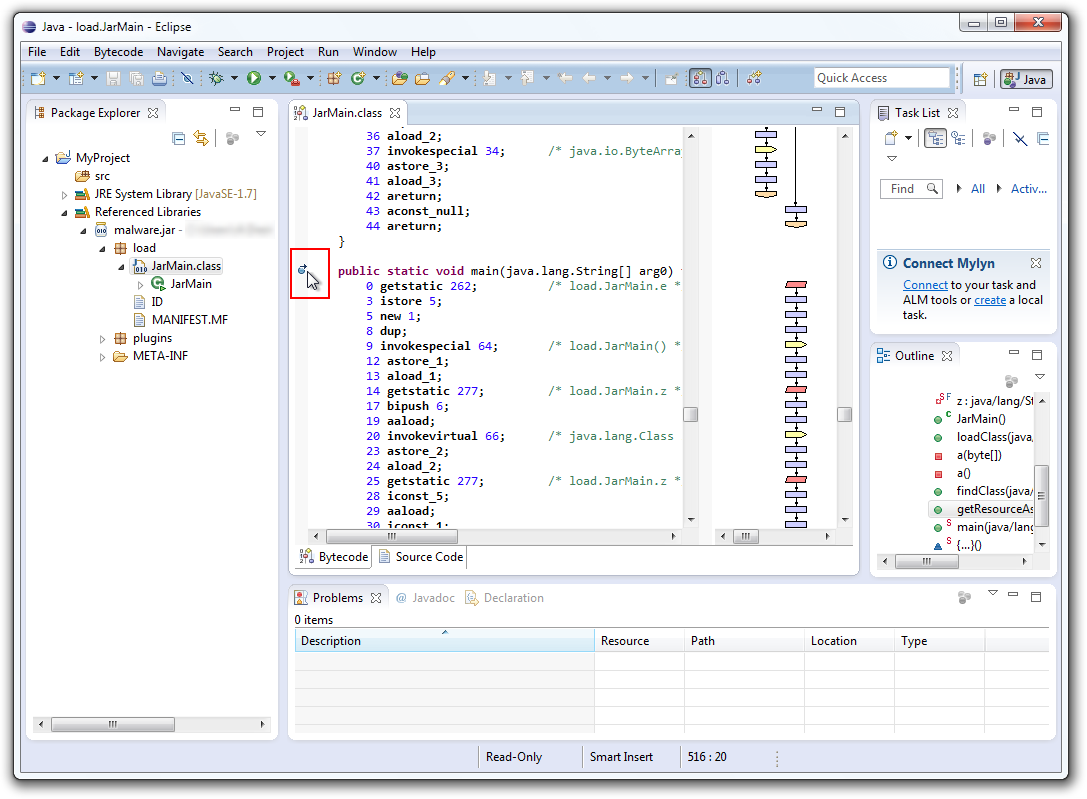 Java - load.JarMain - Eclipse
File Edit Bytecode Navigate Search Project Run Window Help
Quick Access
Java
Package Explorer
MyProject
src
JRE System Library [JavaSE-1.7]
Referenced Libraries
malware.jar -
load
JarMain.class
JarMain
ID
MANIFEST.MF
plugins
META-INF
JarMain.class
36 aload_2;
37 invokespecial 34; /* java.io.ByteArra
40 astore_3;
41 aload_3;
42 areturn;
43 aconst_null;
44 areturn;
}
public static void main(java.lang.String[] arg0)
0 getstatic 262; /* load.JarMain.e *
3 istore 5;
5 new 1;
8 dup;
9 invokespecial 64; /* load.JarMain() *
12 astore_1;
13 aload_1;
14 getstatic 277; /* load.JarMain.z *
17 bipush 6;
19 aaload;
20 invokevirtual 66; /* java.lang.Class
23 astore_2;
24 aload_2;
25 getstatic 277; /* load.JarMain.z *
28 iconst_5;
29 aaload;
30 iconst_1;
Bytecode Source Code
Task List
Find All Activ...
Connect Mylyn
Connect to your task and
ALM tools or create a local
task.
Outline
z : java/lang/St
JarMain()
loadClass(java,
a(byte[])
a()
findClass(java/
getResourceAs
main(java/lang
{...}()
Problems @ Javadoc Declaration
0 items
Description Resource Path Location Type
Read-Only Smart Insert 516 : 20